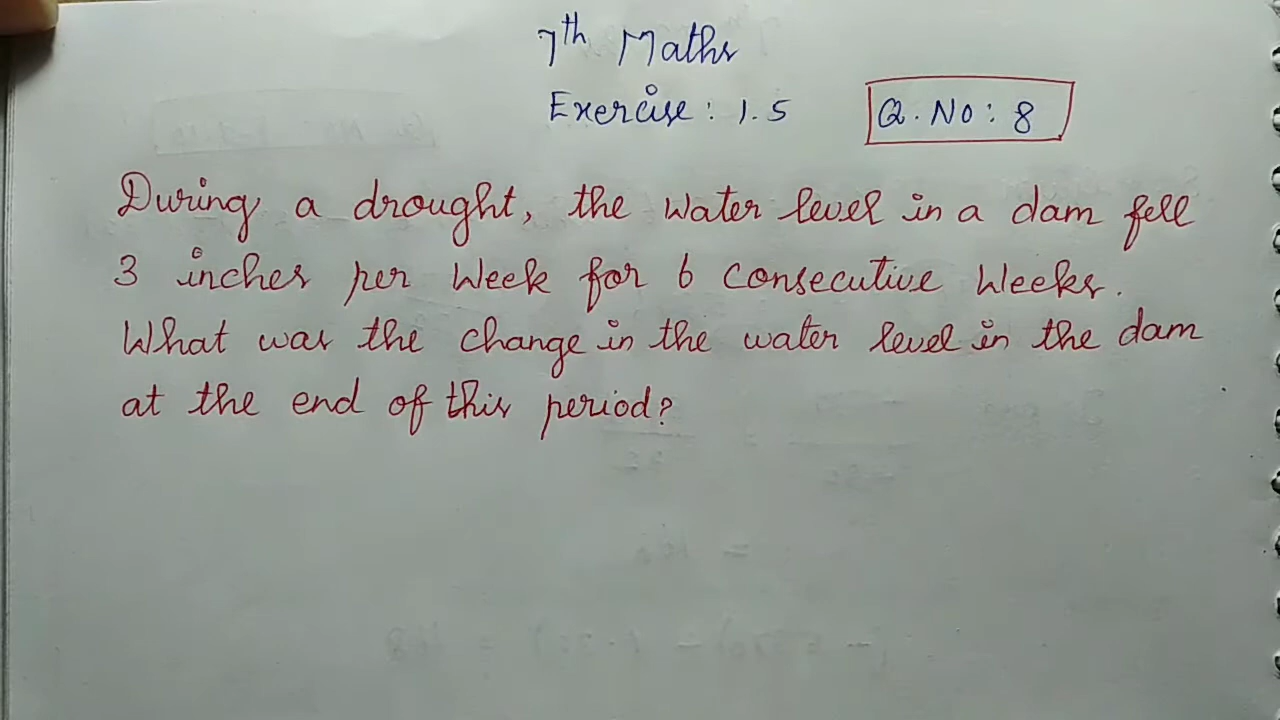 7th Maths
Exercise: 1.5
Q. No: 8
During a drought, the water level in a dam fell
3 inches per week for 6 consecutive weeks.
What was the change in the water level in the dam
at the end of this period?